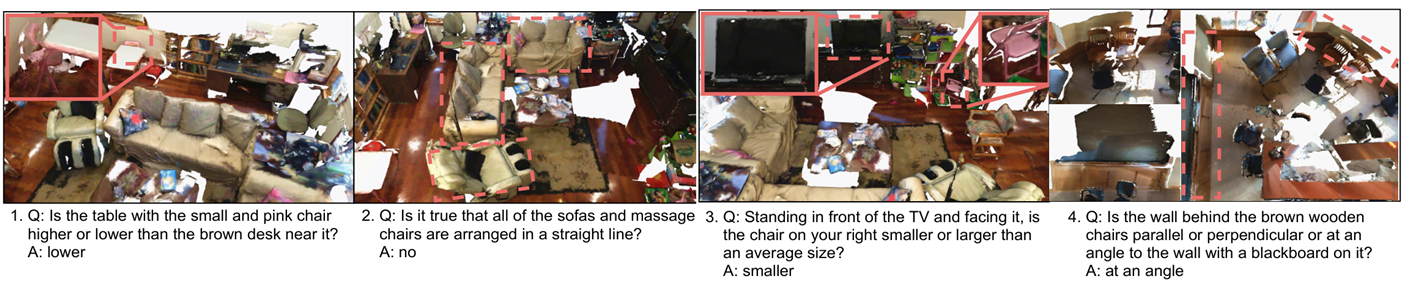 1. Q: Is the table with the small and pink chair
higher or lower than the brown desk near it?
A: lower
2. Q: Is it true that all of the sofas and massage
chairs are arranged in a straight line?
A: no
3. Q: Standing in front of the TV and facing it, is
the chair on your right smaller or larger than
an average size?
A: smaller
4. Q: Is the wall behind the brown wooden
chairs parallel or perpendicular or at an
angle to the wall with a blackboard on it?
A: at an angle